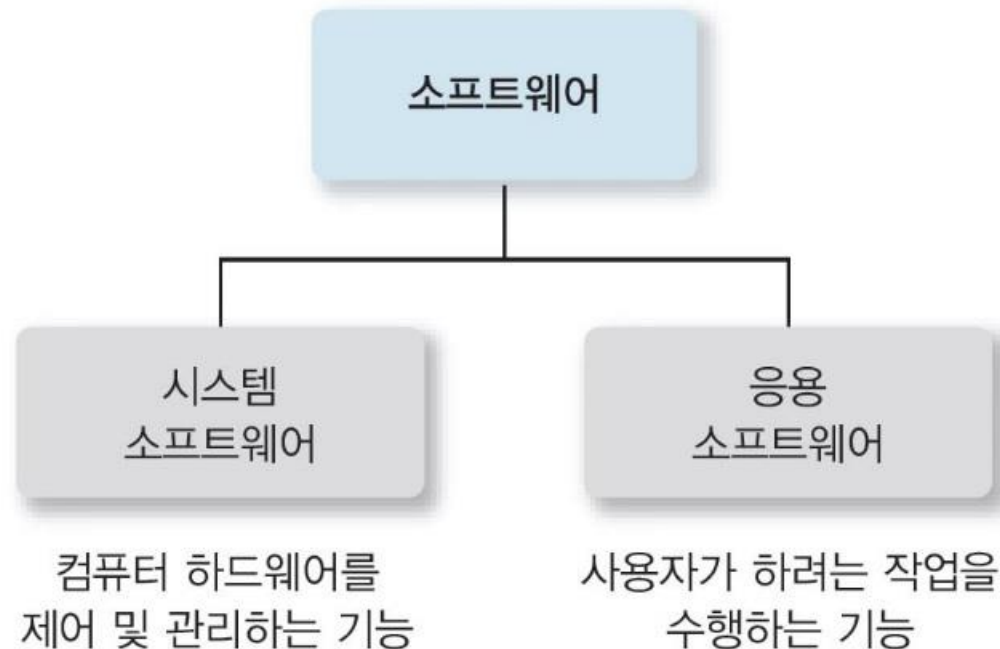 소프트웨어
시스템
소프트웨어
응용
소프트웨어
컴퓨터 하드웨어를
제어 및 관리하는 기능
사용자가 하려는 작업을
수행하는 기능